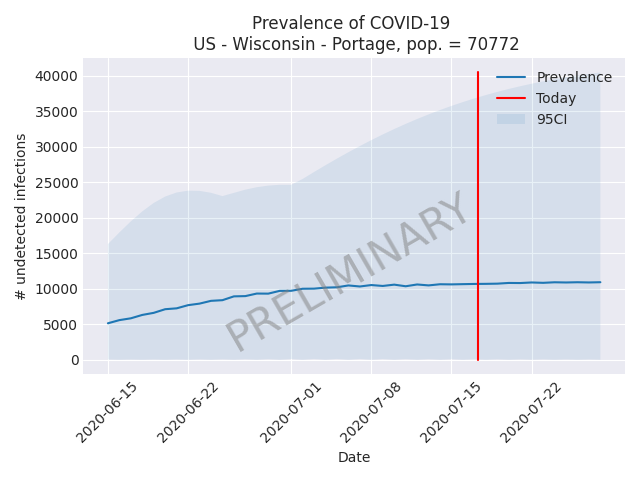 Prevalence of COVID-19
US - Wisconsin - Portage, pop. = 70772
40000
35000
30000
25000
20000
15000
10000
5000
0
# undetected infections
Prevalence
Today
95CI
PRELIMINARY
2020-06-15
2020-06-22
2020-07-01
2020-07-08
2020-07-15
2020-07-22
Date